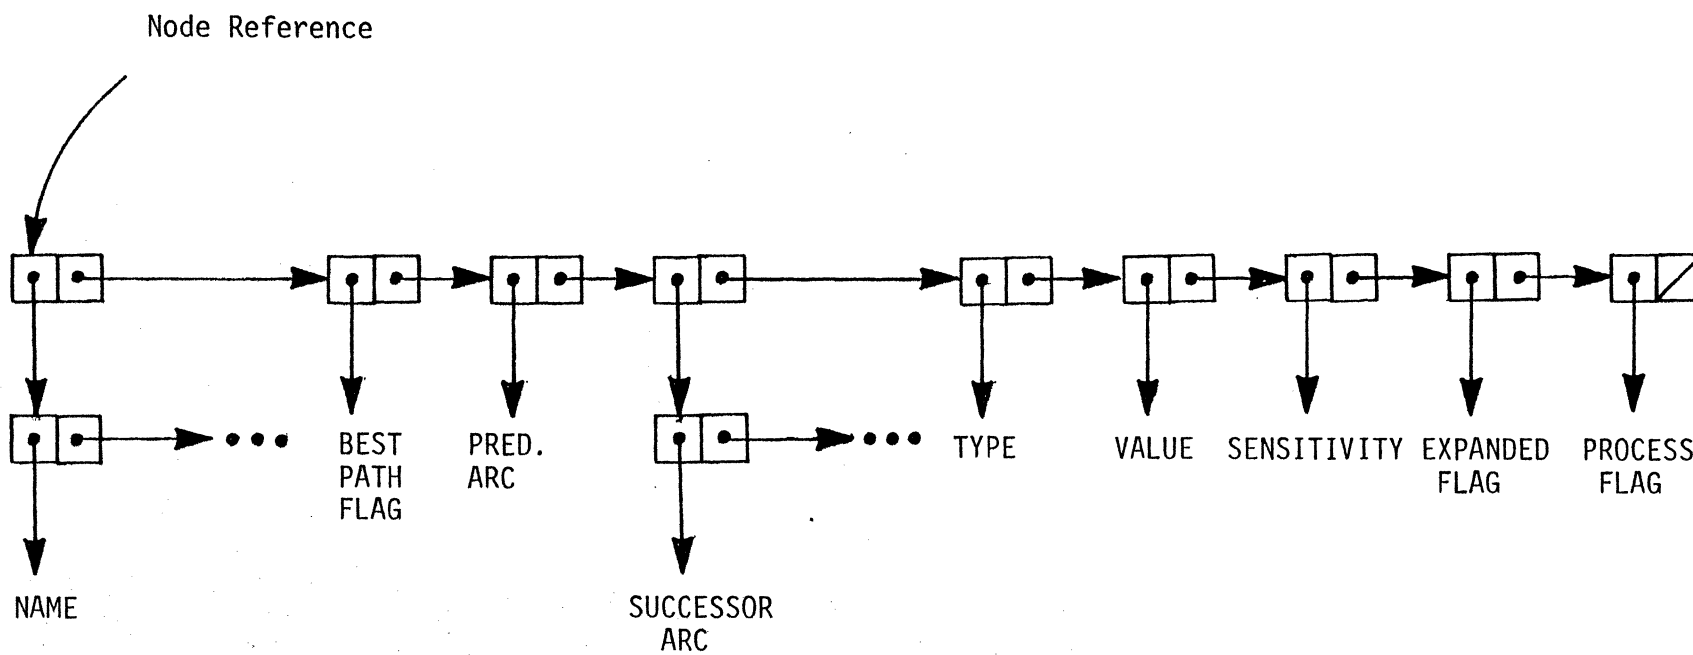 Node Reference
BEST
PATH
FLAG
PRED.
ARC
TYPE
VALUE
SENSITIVITY
EXPANDED
FLAG
PROCESS
FLAG
NAME
SUCCESSOR
ARC